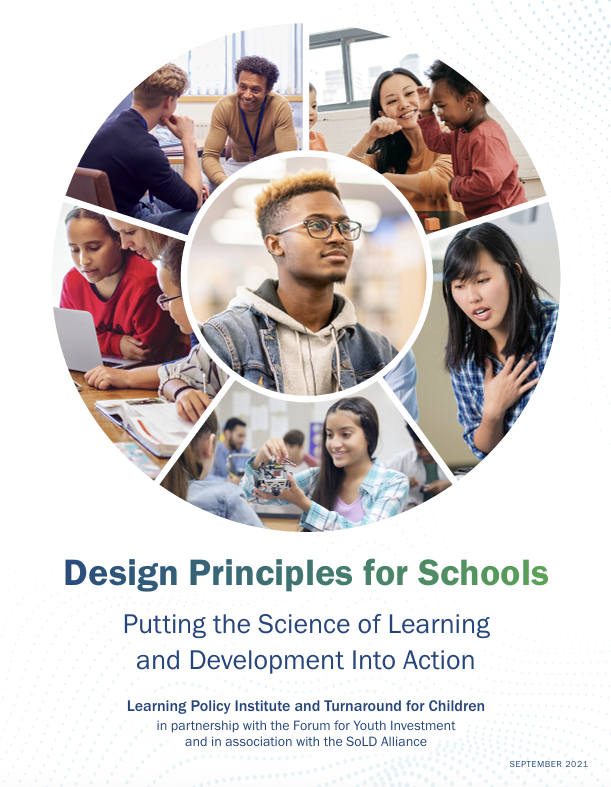 Design Principles for Schools
Putting the Science of Learning
and Development Into Action
Learning Policy Institute and Turnaround for Children
in partnership with the Forum for Youth Investment
and in association with the SoLD Alliance
SEPTEMBER 2021